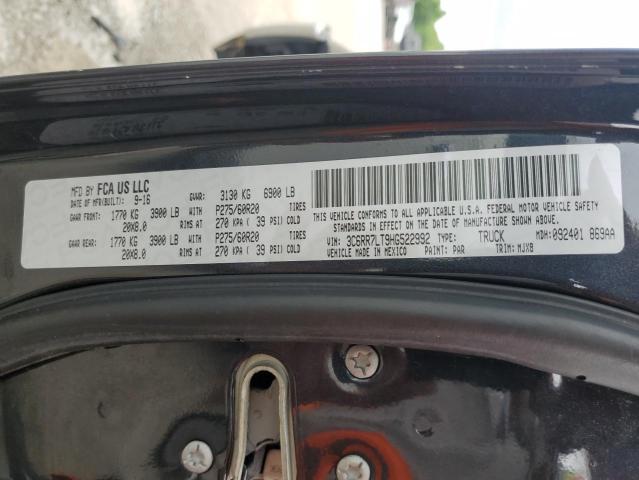 MFD BY FCA US LLC
DATE OF MFR(BUILT): 9-16 GVWR: 3130 KG 6900 LB
GAWR FRONT: 1770 KG 3900 LB WITH P275/60R20 TIRES
20X8.0 RIMS AT 270 KPA ( 39 PSI) COLD
GAWR REAR: 1770 KG 3900 LB WITH P275/60R20 TIRES
20X8.0 RIMS AT 270 KPA ( 39 PSI) COLD
THIS VEHICLE CONFORMS TO ALL APPLICABLE U.S.A. FEDERAL MOTOR VEHICLE SAFETY
BUMPER AND THEFT PREVENTION STANDARDS IN EFFECT ON THE DATE
OF MANUFACTURE SHOWN ABOVE.
VIN: 3C6RR7LT9HG522992 TYPE: TRUCK MDH: 092401 869AA
VEHICLE MADE IN MEXICO PAINT: PAR TRIM: MJX8